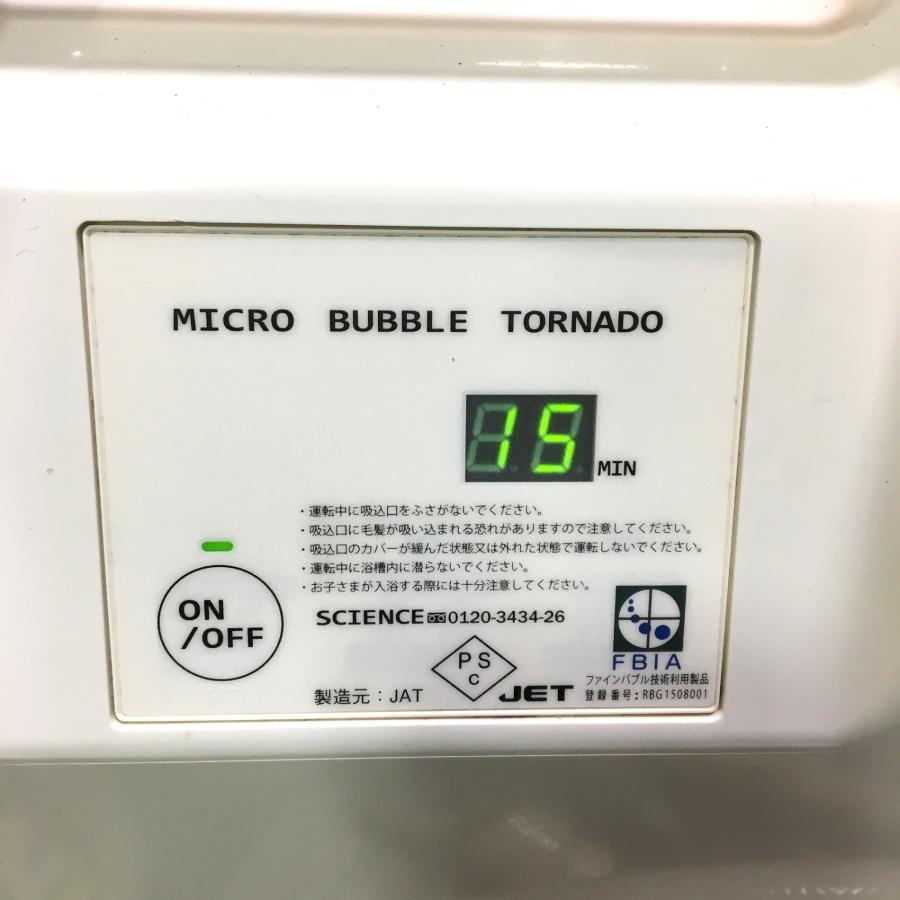 MICRO BUBBLE TORNADO
15 MIN
・運転中に吸込口をふさがないでください。
・吸込口に毛髪が吸い込まれる恐れがありますので注意してください。
・吸込口のカバーが緩んだ状態又は外れた状態で運転しないでください。
・運転中に浴槽内に潜らないでください。
・お子さまが入浴する際には十分注意してください。
ON
/OFF
SCIENCE 0120-3434-26
PS
C
JET
製造元：JAT
FBIA
ファインバブル技術利用製品
登録番号：RBG1508001